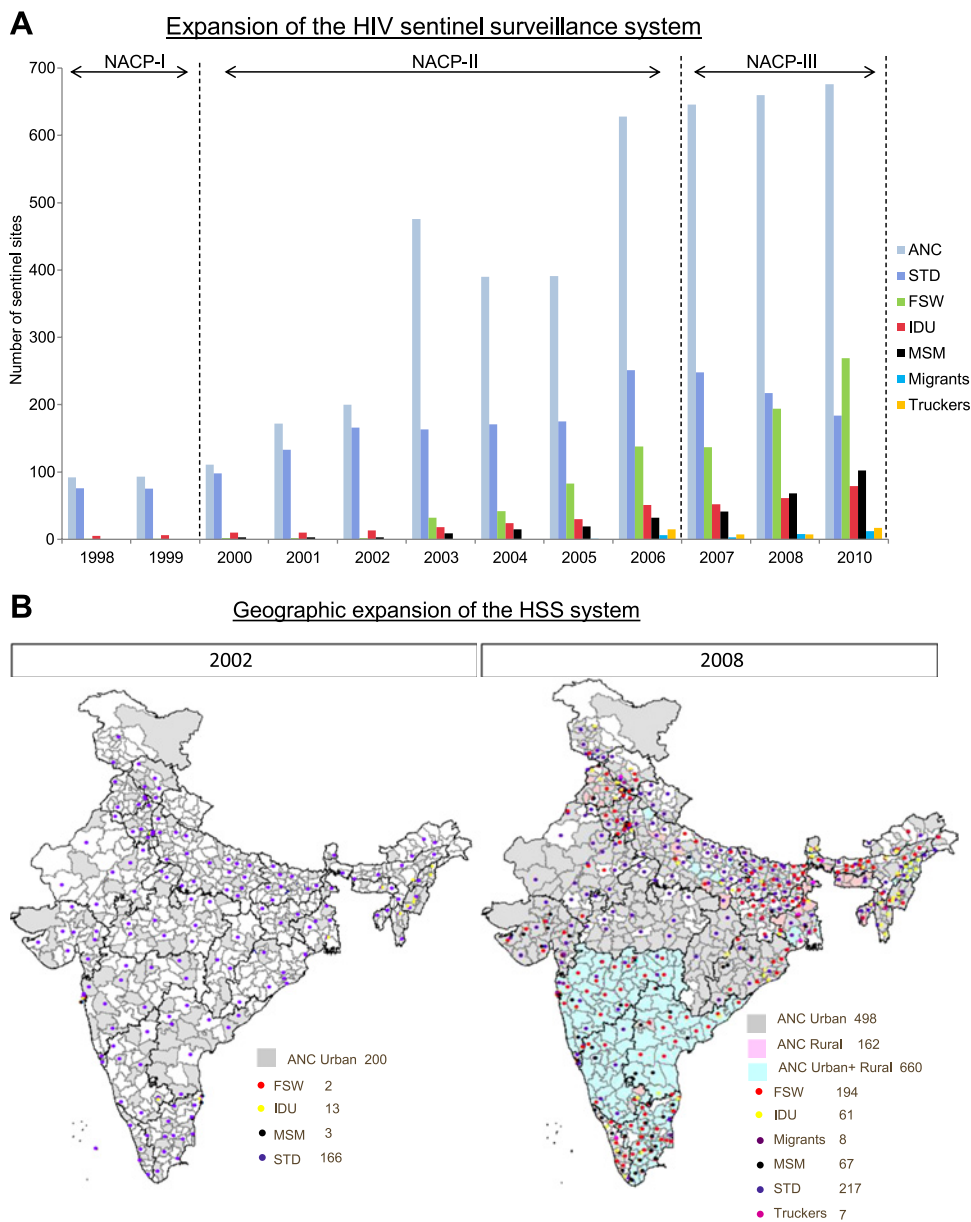 A
Expansion of the HIV sentinel surveillance system
NACP-I
NACP-II
NACP-III
700
600
500
400
300
200
100
0
Number of sentinel sites
1998 1999 2000 2001 2002 2003 2004 2005 2006 2007 2008 2010
ANC
STD
FSW
IDU
MSM
Migrants
Truckers
B
Geographic expansion of the HSS system
2002
2008
ANC Urban 200
FSW 2
IDU 13
MSM 3
STD 166
ANC Urban 498
ANC Rural 162
ANC Urban+ Rural 660
FSW 194
IDU 61
Migrants 8
MSM 67
STD 217
Truckers 7